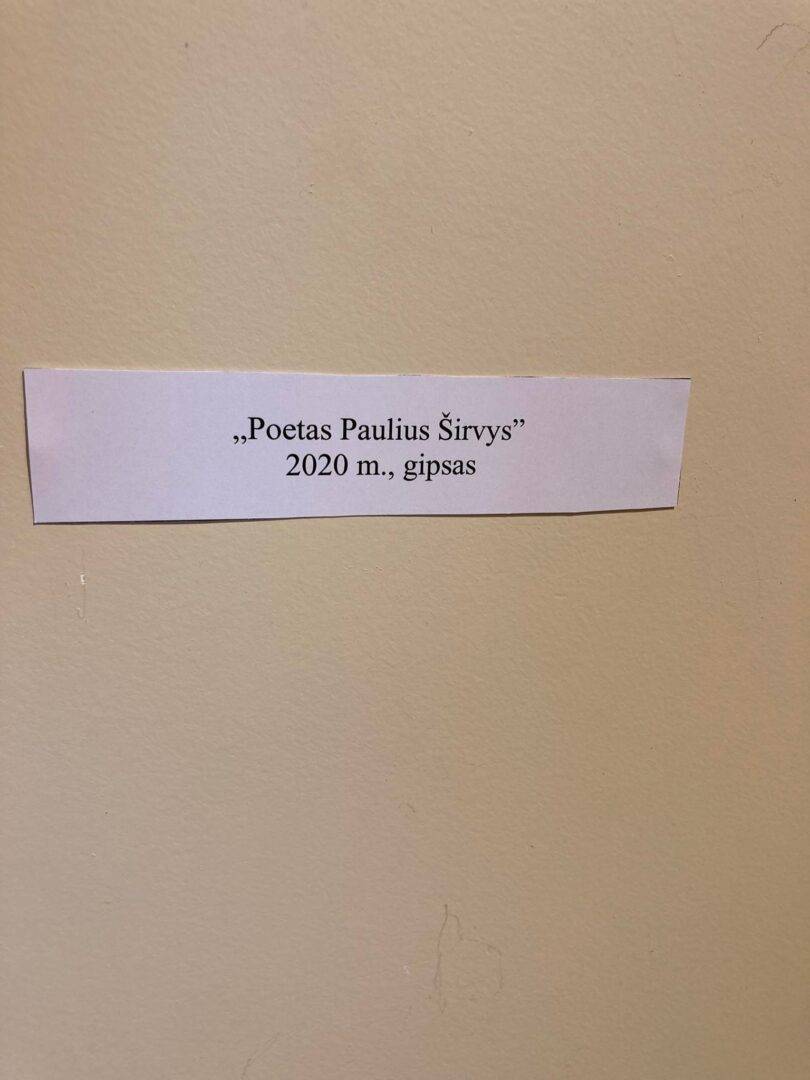 „Poetas Paulius Širvys”
2020 m., gipsas